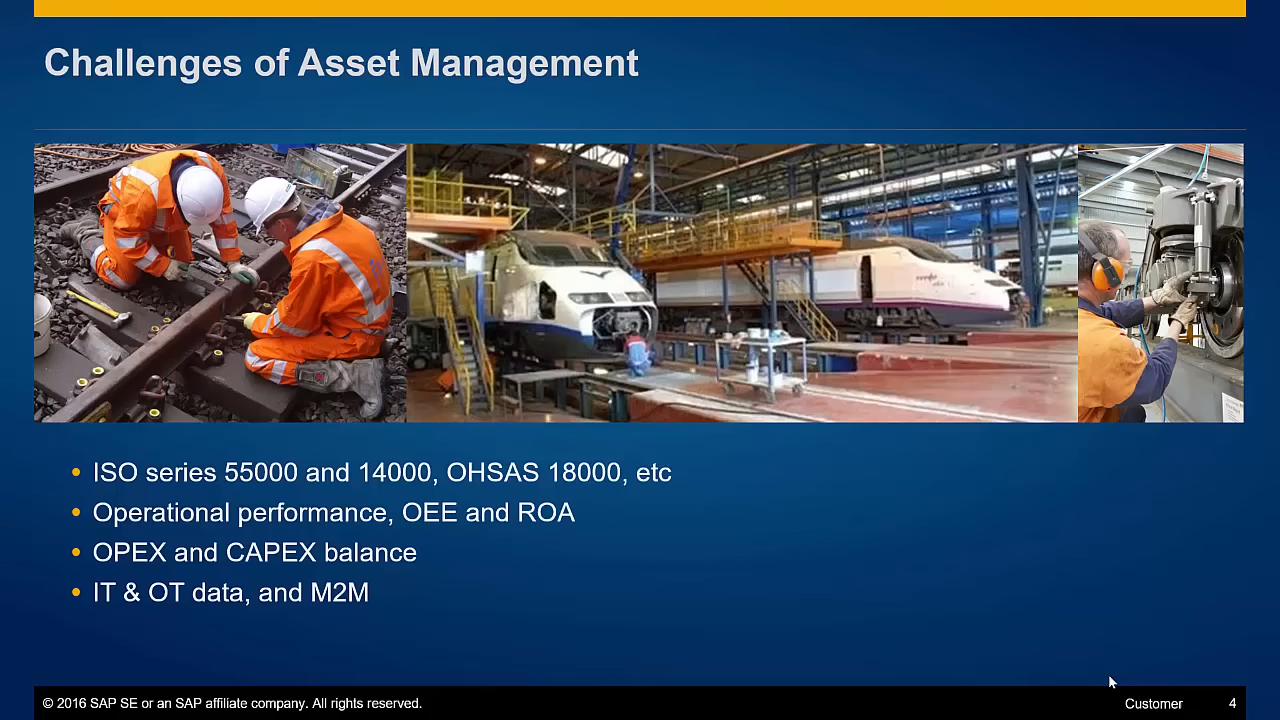 Challenges of Asset Management
ISO series 55000 and 14000, OHSAS 18000, etc
Operational performance, OEE and ROA
OPEX and CAPEX balance
IT & OT data, and M2M
© 2016 SAP SE or an SAP affiliate company. All rights reserved.
Customer
4